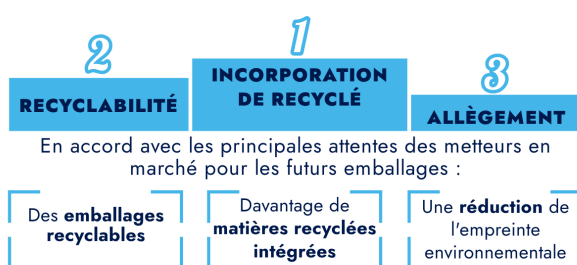 2
1
3
RECYCLABILITÉ
INCORPORATION
DE RECYCLÉ
ALLÈGEMENT
En accord avec les principales attentes des metteurs en
marché pour les futurs emballages :
Des emballages
recyclables
Davantage de
matières recyclées
intégrées
Une réduction de
l'empreinte
environnementale